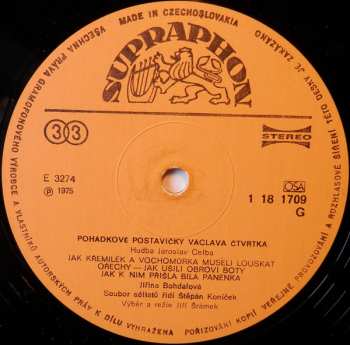 MADE IN CZECHOSLOVAKIA
VŠECHNA PRÁVA GRAMOFONOVÉHO VÝROBCE A VLASTNÍKŮ AUTORSKÝCH PRÁV K DÍLU VYHRAŽENA
POŘIZOVÁNÍ KOPIÍ, VEŘEJNÉ PROVOZOVÁNÍ A ROZHLASOVÉ ŠÍŘENÍ TÉTO DESKY JE ZAKÁZÁNO
SUPRAPHON
33
STEREO
E 3274
Ⓟ 1975
OSA
1 18 1709
G
POHÁDKOVÉ POSTAVIČKY VÁCLAVA ČTVRTKA
Hudba Jaroslav Celba
JAK KŘEMÍLEK A VOCHOMŮRKA MUSELI LOUSKAT
OŘECHY — JAK UŠILI OBROVI BOTY
JAK K NIM PŘIŠLA BÍLÁ PANENKA
Jiřina Bohdalová
Soubor sólistů řídí Štěpán Koníček
Výběr a režie Jiří Šrámek